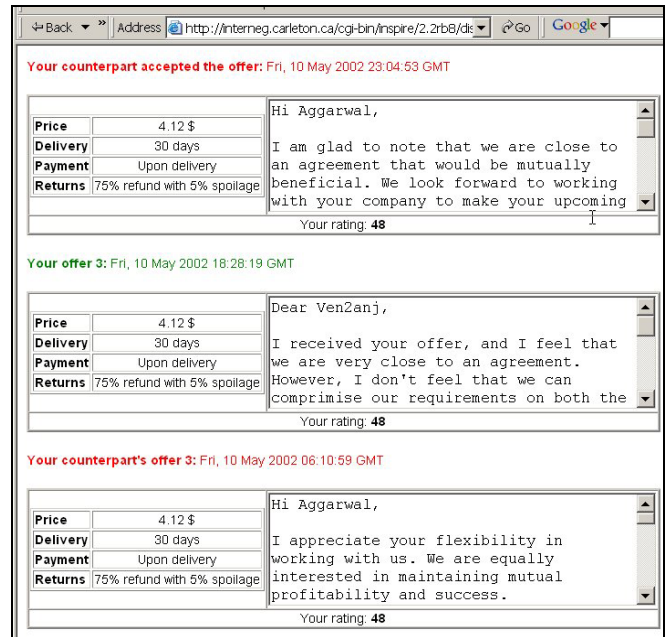 Back » Address http://interneg.carleton.ca/cgi-bin/inspire/2.2rb8/dis Go Google
Your counterpart accepted the offer: Fri, 10 May 2002 23:04:53 GMT
Price 4.12 $
Delivery 30 days
Payment Upon delivery
Returns 75% refund with 5% spoilage
Hi Aggarwal,
I am glad to note that we are close to
an agreement that would be mutually
beneficial. We look forward to working
with your company to make your upcoming
Your rating: 48
Your offer 3: Fri, 10 May 2002 18:28:19 GMT
Price 4.12 $
Delivery 30 days
Payment Upon delivery
Returns 75% refund with 5% spoilage
Dear Ven2anj,
I received your offer, and I feel that
we are very close to an agreement.
However, I don't feel that we can
comprimise our requirements on both the
Your rating: 48
Your counterpart's offer 3: Fri, 10 May 2002 06:10:59 GMT
Price 4.12 $
Delivery 30 days
Payment Upon delivery
Returns 75% refund with 5% spoilage
Hi Aggarwal,
I appreciate your flexibility in
working with us. We are equally
interested in maintaining mutual
profitability and success.
Your rating: 48